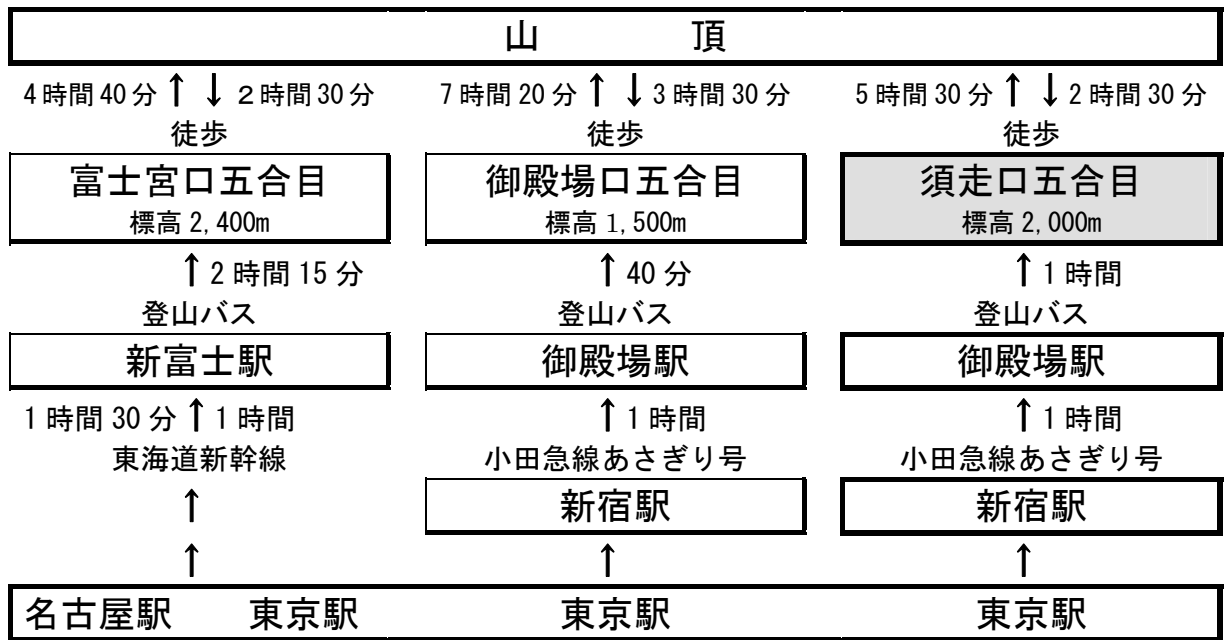 山 頂
4時間40分 ↑ ↓ 2時間30分 7時間20分 ↑ ↓ 3時間30分 5時間30分 ↑ ↓ 2時間30分
徒歩 徒歩 徒歩
富士宮口五合目 御殿場口五合目 須走口五合目
標高2,400m 標高1,500m 標高2,000m
↑ 2時間15分 ↑ 40分 ↑ 1時間
登山バス 登山バス 登山バス
新富士駅 御殿場駅 御殿場駅
1時間30分 ↑ 1時間 ↑ 1時間 ↑ 1時間
東海道新幹線 小田急線あさぎり号 小田急線あさぎり号
↑ 新宿駅 新宿駅
↑ ↑ ↑
名古屋駅 東京駅 東京駅 東京駅